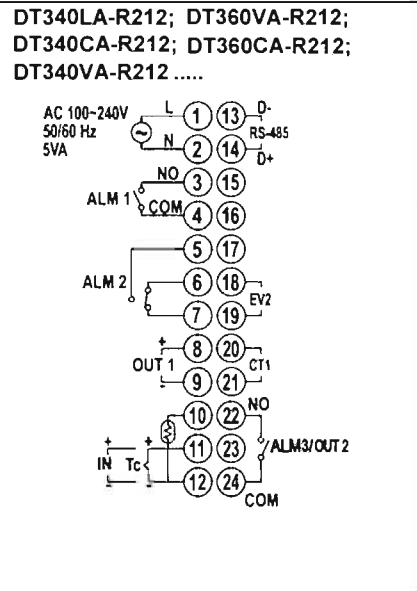 DT340LA-R212; DT360VA-R212;
DT340CA-R212; DT360CA-R212;
DT340VA-R212 .....
AC 100~240V
50/60 Hz
5VA
L 1 13 D-
RS-485
~
N 2 14 D+
NO 3 15
ALM 1
COM 4 16
5 17
ALM 2
6 18
EV2
7 19
+ 8 20
OUT 1 CT1
- 9 21
10 22 NO
+ + 11 23 ALM3/OUT 2
IN Tc
- - 12 24
COM